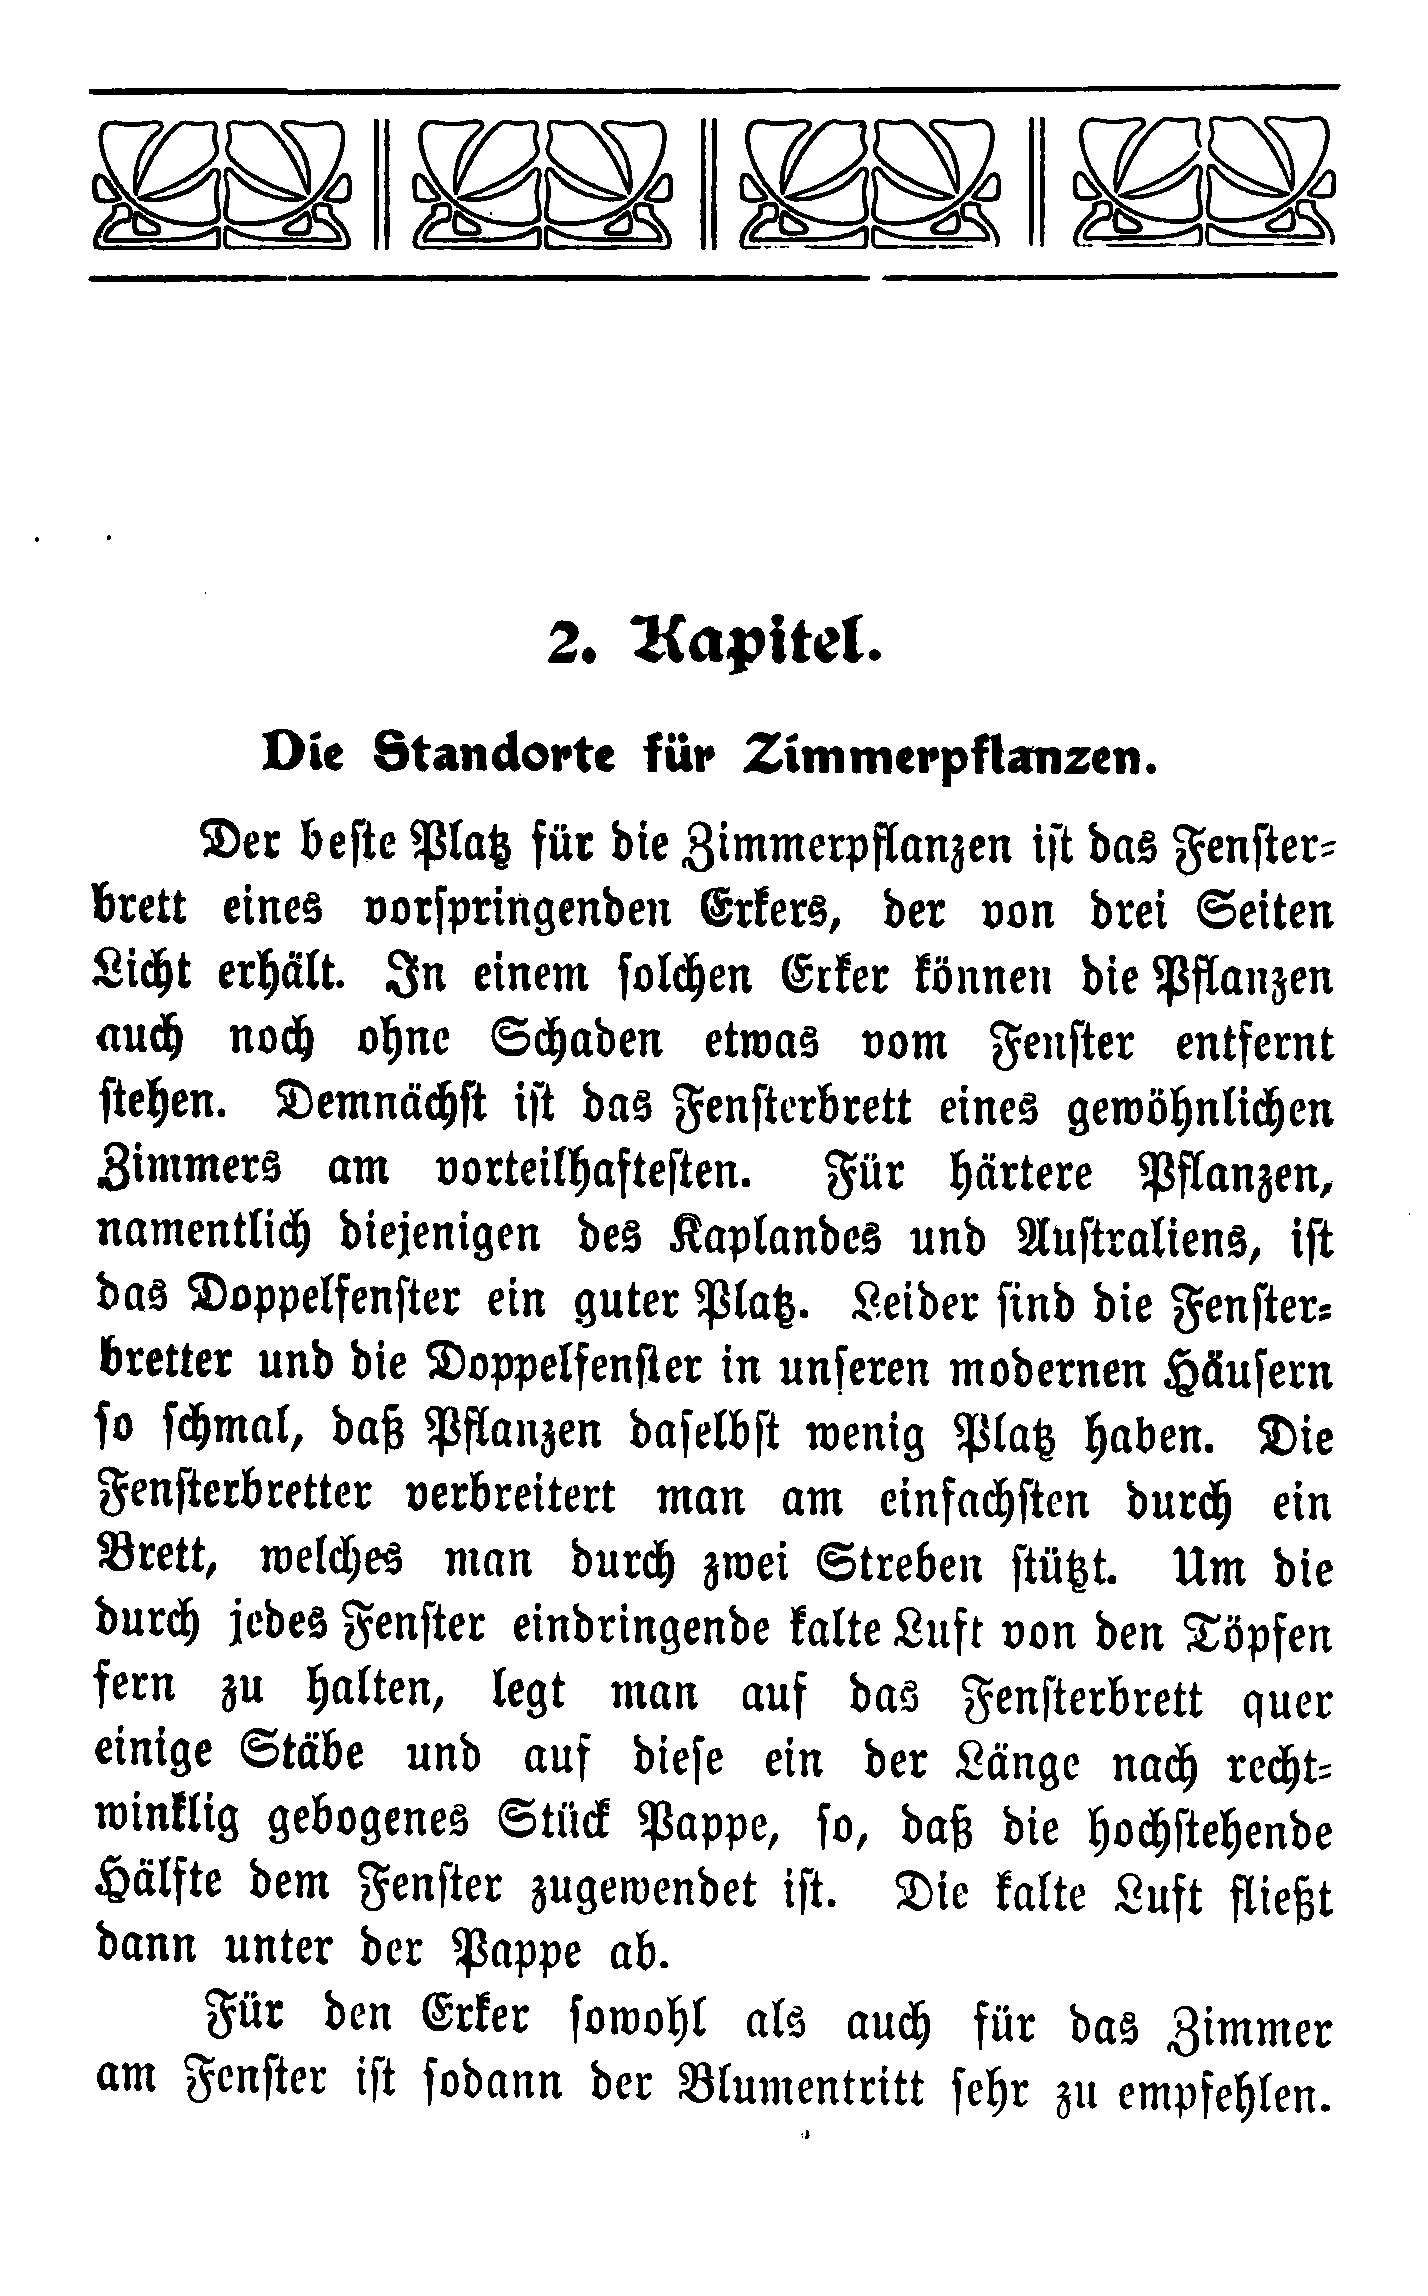 2. Kapitel.
Die Standorte für Zimmerpflanzen.
Der beſte Platz für die Zimmerpflanzen iſt das Fenſter⸗
brett eines vorſpringenden Erkers, der von drei Seiten
Licht erhält. In einem ſolchen Erker können die Pflanzen
auch noch ohne Schaden etwas vom Fenſter entfernt
ſtehen. Demnächſt iſt das Fenſterbrett eines gewöhnlichen
Zimmers am vorteilhafteſten. Für härtere Pflanzen,
namentlich diejenigen des Kaplandes und Auſtraliens, iſt
das Doppelfenſter ein guter Platz. Leider ſind die Fenſter⸗
bretter und die Doppelfenſter in unſeren modernen Häuſern
ſo ſchmal, daß Pflanzen daſelbſt wenig Platz haben. Die
Fenſterbretter verbreitert man am einfachſten durch ein
Brett, welches man durch zwei Streben ſtützt. Um die
durch jedes Fenſter eindringende kalte Luft von den Töpfen
fern zu halten, legt man auf das Fenſterbrett quer
einige Stäbe und auf dieſe ein der Länge nach recht⸗
winklig gebogenes Stück Pappe, ſo, daß die hochſtehende
Hälfte dem Fenſter zugewendet iſt. Die kalte Luft fließt
dann unter der Pappe ab.
Für den Erker ſowohl als auch für das Zimmer
am Fenſter iſt ſodann der Blumentritt ſehr zu empfehlen.